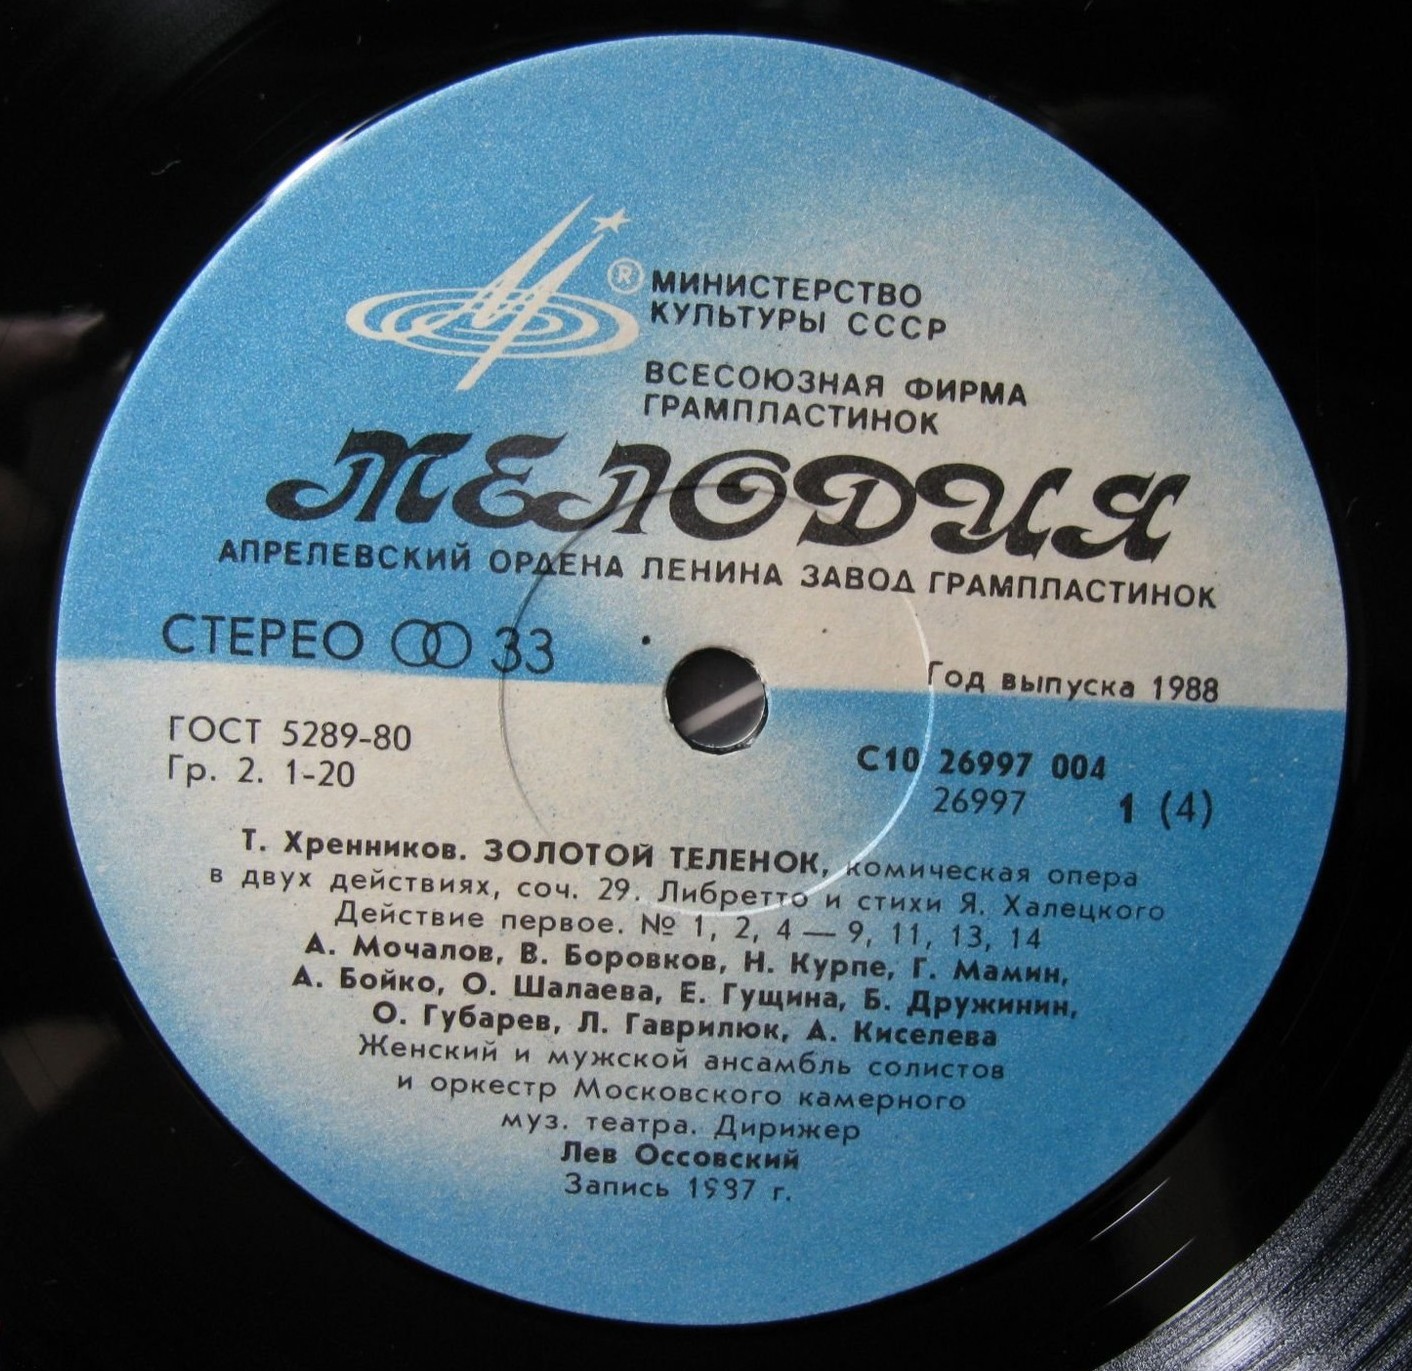 ® МИНИСТЕРСТВО
КУЛЬТУРЫ СССР
ВСЕСОЮЗНАЯ ФИРМА
ГРАМПЛАСТИНОК
МЕЛОДИЯ
АПРЕЛЕВСКИЙ ОРДЕНА ЛЕНИНА ЗАВОД ГРАМПЛАСТИНОК
СТЕРЕО 33
Год выпуска 1988
ГОСТ 5289-80
Гр. 2. 1-20
С10 26997 004
26997 1 (4)
Т. Хренников. ЗОЛОТОЙ ТЕЛЕНОК, комическая опера
в двух действиях, соч. 29. Либретто и стихи Я. Халецкого
Действие первое. № 1, 2, 4 — 9, 11, 13, 14
А. Мочалов, В. Боровков, Н. Курпе, Г. Мамин,
А. Бойко, О. Шалаева, Е. Гущина, Б. Дружинин,
О. Губарев, Л. Гаврилюк, А. Киселева
Женский и мужской ансамбль солистов
и оркестр Московского камерного
муз. театра. Дирижер
Лев Оссовский
Запись 1987 г.